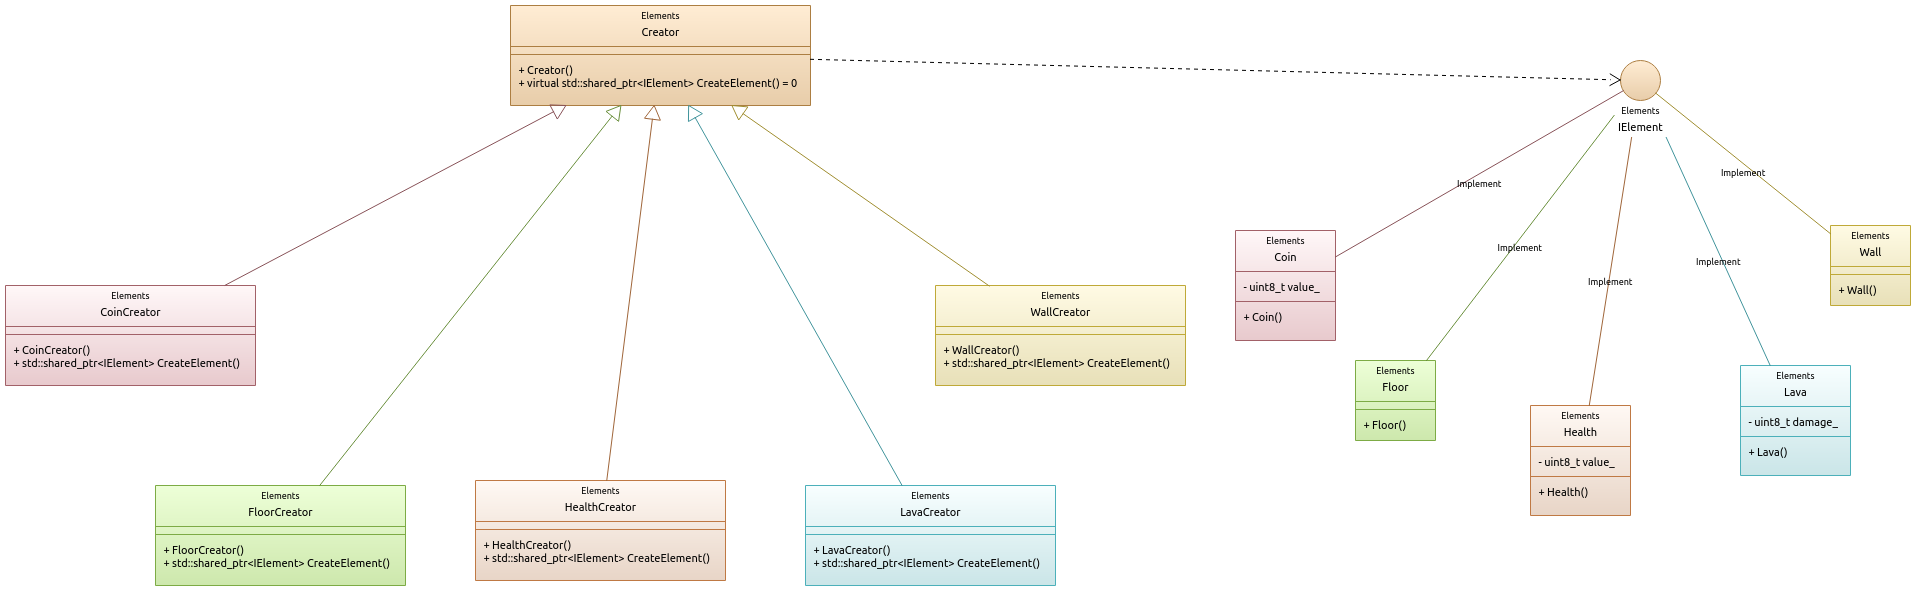 Elements
Creator
+ Creator()
+ virtual std::shared_ptr<IElement> CreateElement() = 0
Elements
IElement
Implement
Implement
Implement
Implement
Implement
Elements
CoinCreator
+ CoinCreator()
+ std::shared_ptr<IElement> CreateElement()
Elements
FloorCreator
+ FloorCreator()
+ std::shared_ptr<IElement> CreateElement()
Elements
HealthCreator
+ HealthCreator()
+ std::shared_ptr<IElement> CreateElement()
Elements
LavaCreator
+ LavaCreator()
+ std::shared_ptr<IElement> CreateElement()
Elements
WallCreator
+ WallCreator()
+ std::shared_ptr<IElement> CreateElement()
Elements
Coin
- uint8_t value_
+ Coin()
Elements
Floor
+ Floor()
Elements
Health
- uint8_t value_
+ Health()
Elements
Lava
- uint8_t damage_
+ Lava()
Elements
Wall
+ Wall()